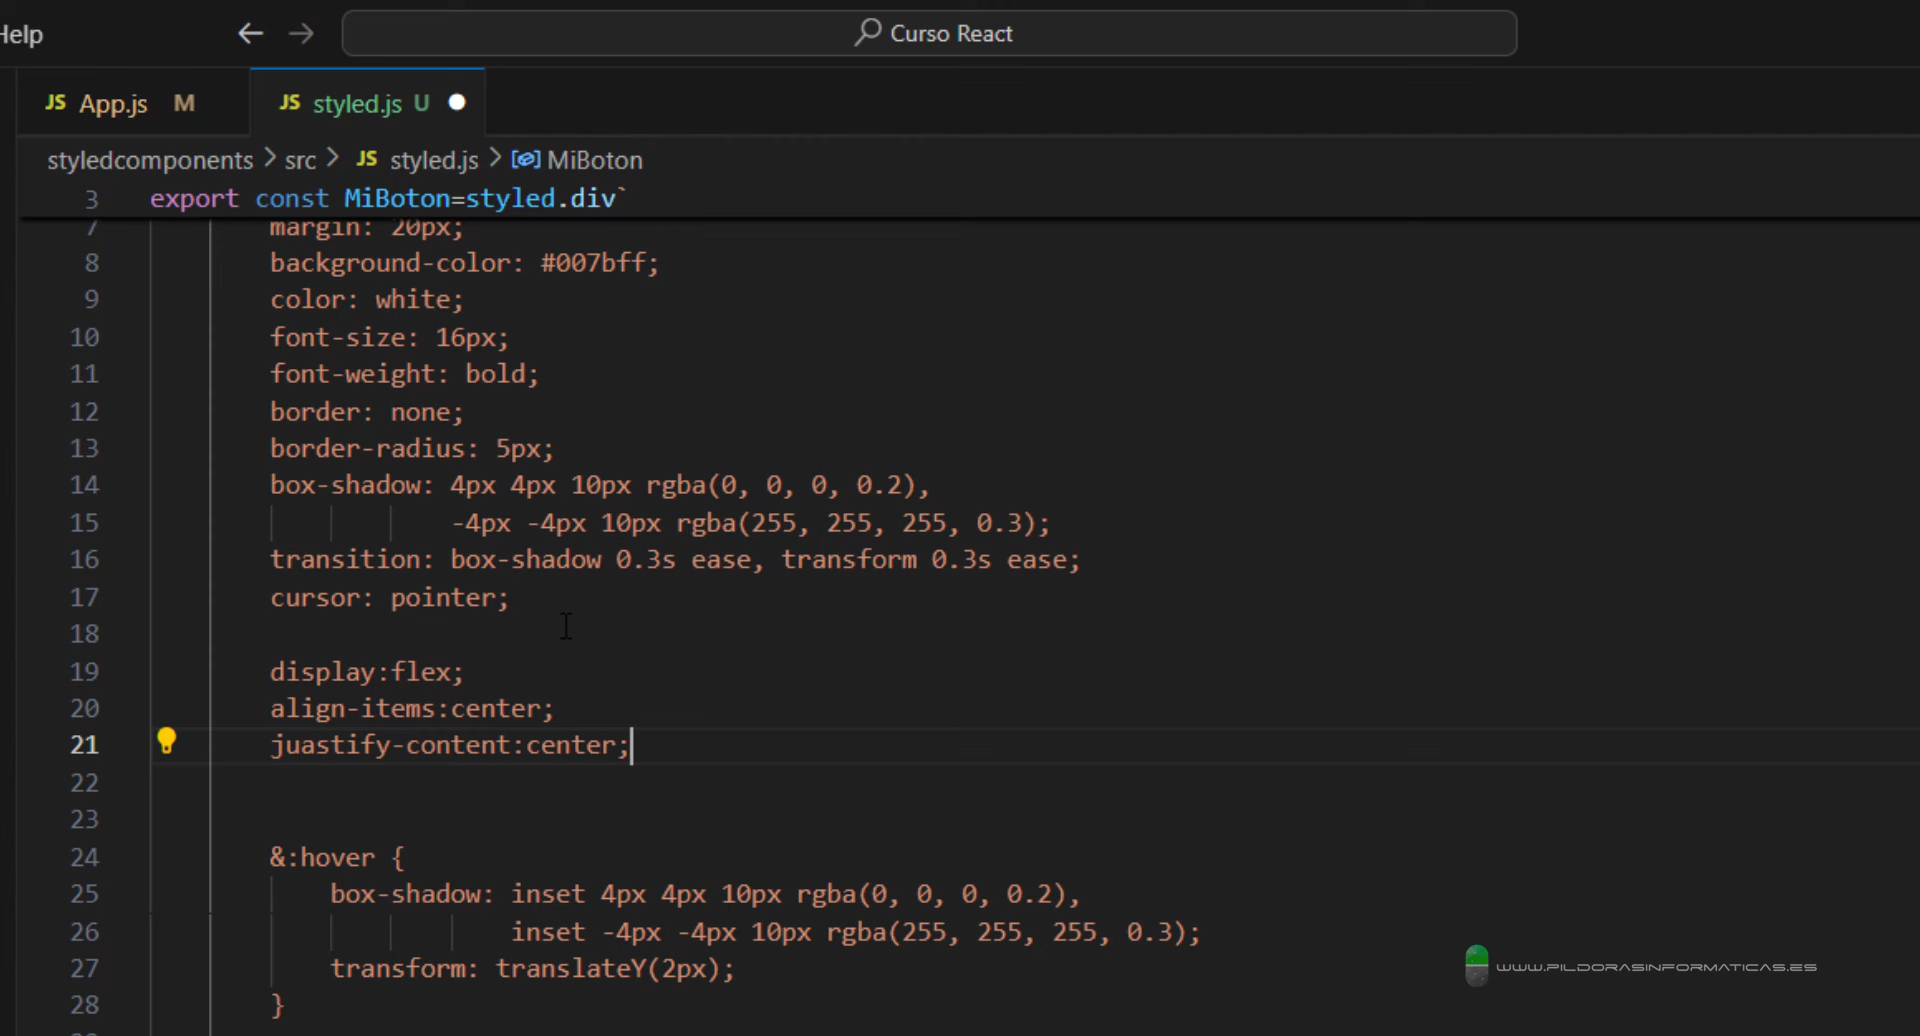 Help
Curso React
JS App.js M
JS styled.js U
styledcomponents > src > JS styled.js > MiBoton
3 export const MiBoton=styled.div`
7 margin: 20px;
8 background-color: #007bff;
9 color: white;
10 font-size: 16px;
11 font-weight: bold;
12 border: none;
13 border-radius: 5px;
14 box-shadow: 4px 4px 10px rgba(0, 0, 0, 0.2),
15 -4px -4px 10px rgba(255, 255, 255, 0.3);
16 transition: box-shadow 0.3s ease, transform 0.3s ease;
17 cursor: pointer;
18
19 display:flex;
20 align-items:center;
21 juastify-content:center;
22
23
24 &:hover {
25 box-shadow: inset 4px 4px 10px rgba(0, 0, 0, 0.2),
26 inset -4px -4px 10px rgba(255, 255, 255, 0.3);
27 transform: translateY(2px);
28 }
WWW.PILDORASINFORMATICAS.ES